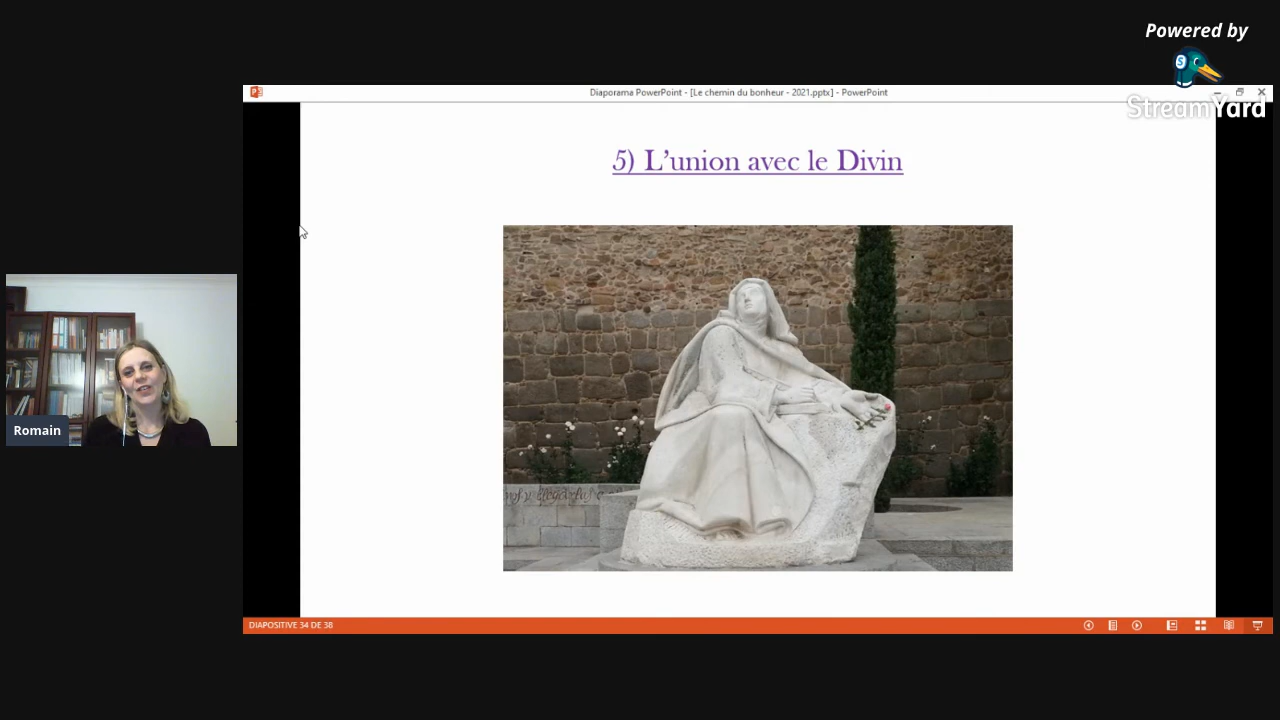 Powered by
StreamYard
Diaporama PowerPoint - [Le chemin du bonheur - 2021.pptx] - PowerPoint
5) L'union avec le Divin
Romain
DIAPOSITIVE 34 DE 38